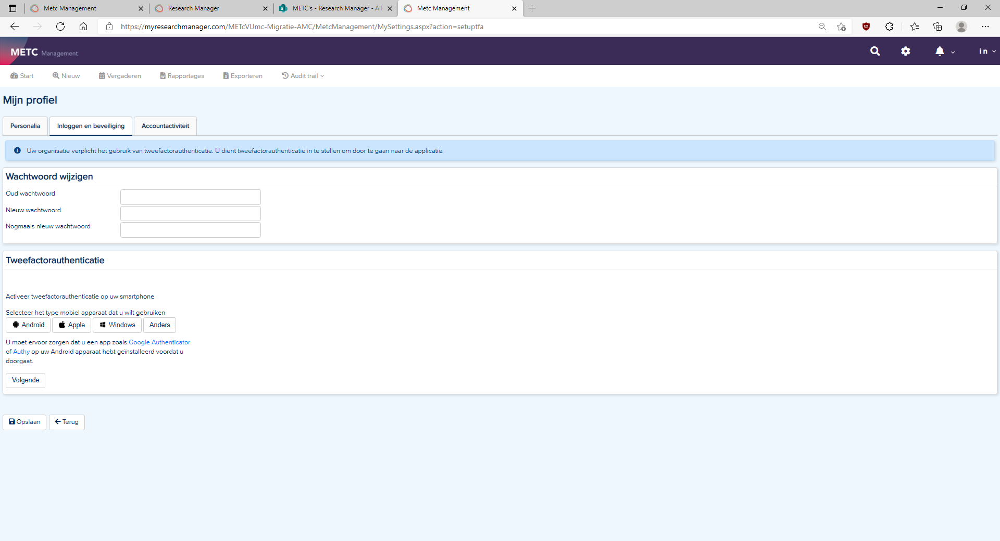 Metc Management
Research Manager
METC's - Research Manager - All
Metc Management
https://myresearchmanager.com/METcVUmc-Migratie-AMC/MetcManagement/MySettings.aspx?action=setuptfa
METC Management
in
Start
Nieuw
Vergaderen
Rapportages
Exporteren
Audit trail
Mijn profiel
Personalia
Inloggen en beveiliging
Accountactiviteit
Uw organisatie verplicht het gebruik van tweefactorauthenticatie. U dient tweefactorauthenticatie in te stellen om door te gaan naar de applicatie.
Wachtwoord wijzigen
Oud wachtwoord
Nieuw wachtwoord
Nogmaals nieuw wachtwoord
Tweefactorauthenticatie
Activeer tweefactorauthenticatie op uw smartphone
Selecteer het type mobiel apparaat dat u wilt gebruiken
Android
Apple
Windows
Anders
U moet ervoor zorgen dat u een app zoals Google Authenticator
of Authy op uw Android apparaat hebt geïnstalleerd voordat u
doorgaat.
Volgende
Opslaan
Terug